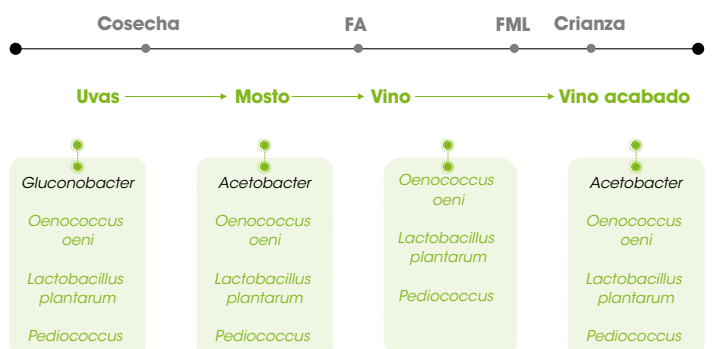 Cosecha
FA
FML
Crianza
Uvas
Mosto
Vino
Vino acabado
Gluconobacter
Oenococcus
oeni
Lactobacillus
plantarum
Pediococcus
Acetobacter
Oenococcus
oeni
Lactobacillus
plantarum
Pediococcus
Oenococcus
oeni
Lactobacillus
plantarum
Pediococcus
Acetobacter
Oenococcus
oeni
Lactobacillus
plantarum
Pediococcus